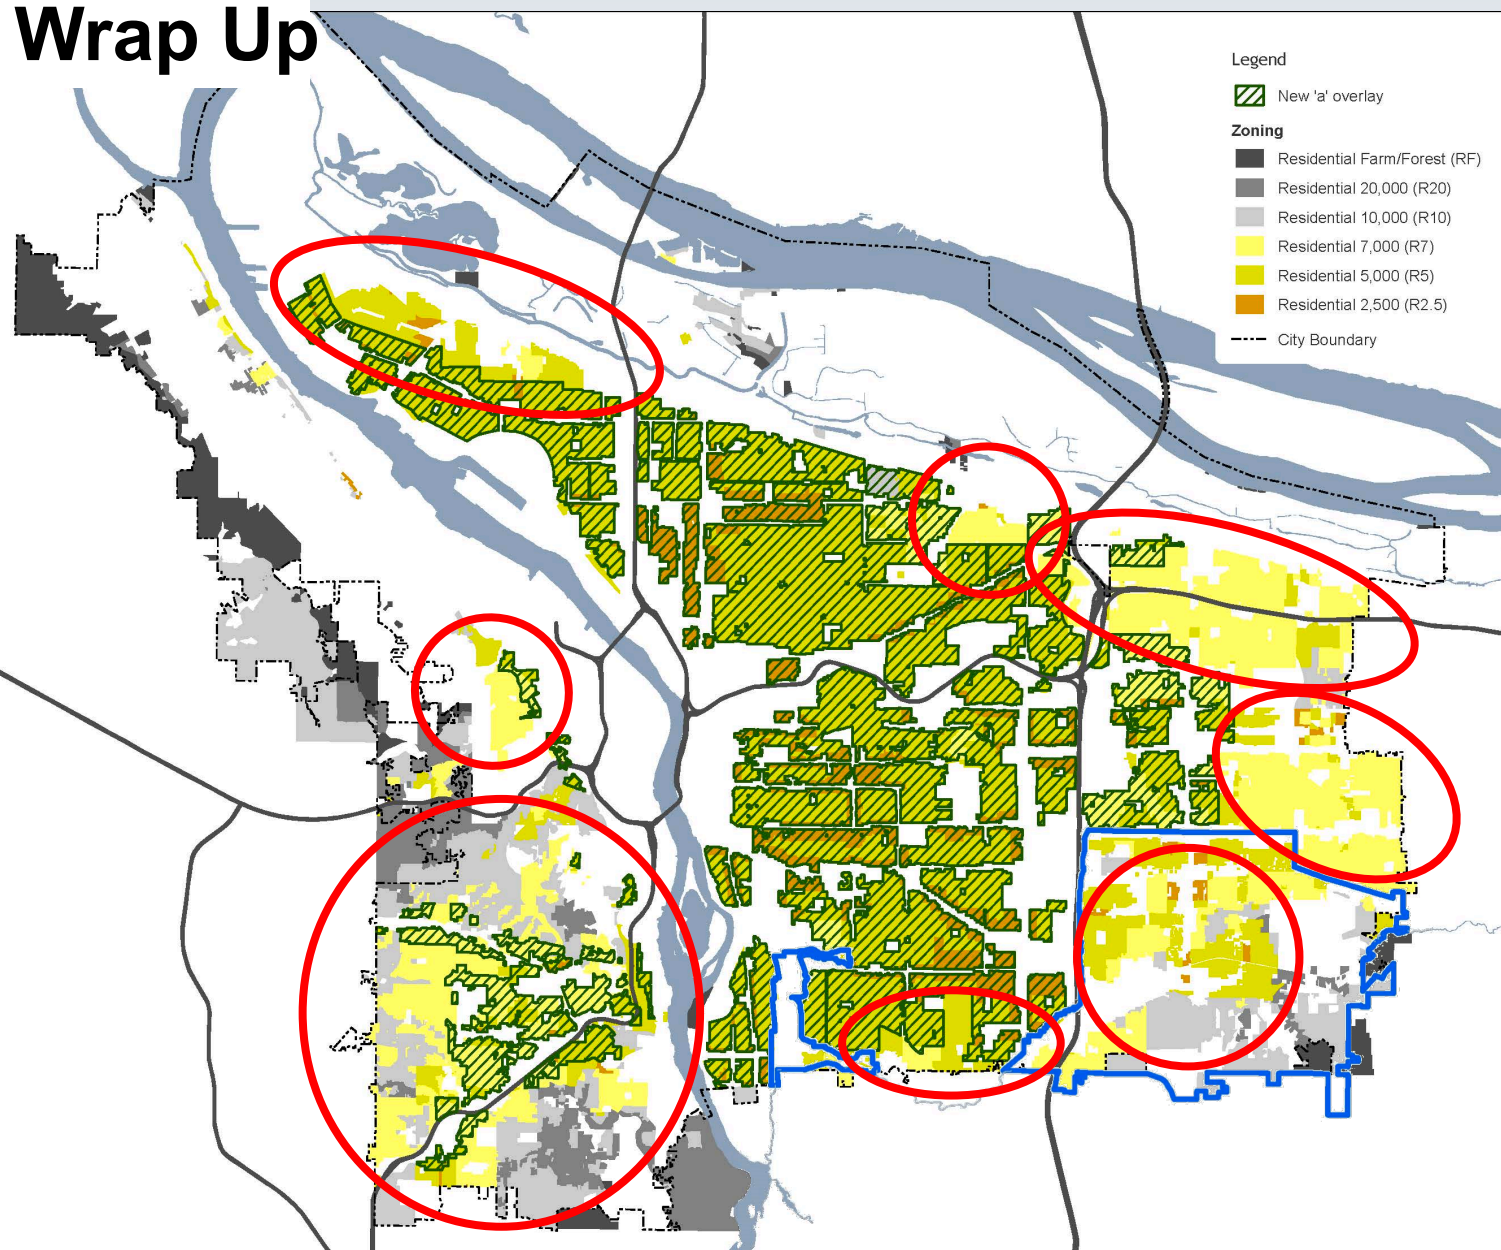 Wrap Up
Legend
New 'a' overlay
Zoning
Residential Farm/Forest (RF)
Residential 20,000 (R20)
Residential 10,000 (R10)
Residential 7,000 (R7)
Residential 5,000 (R5)
Residential 2,500 (R2.5)
City Boundary